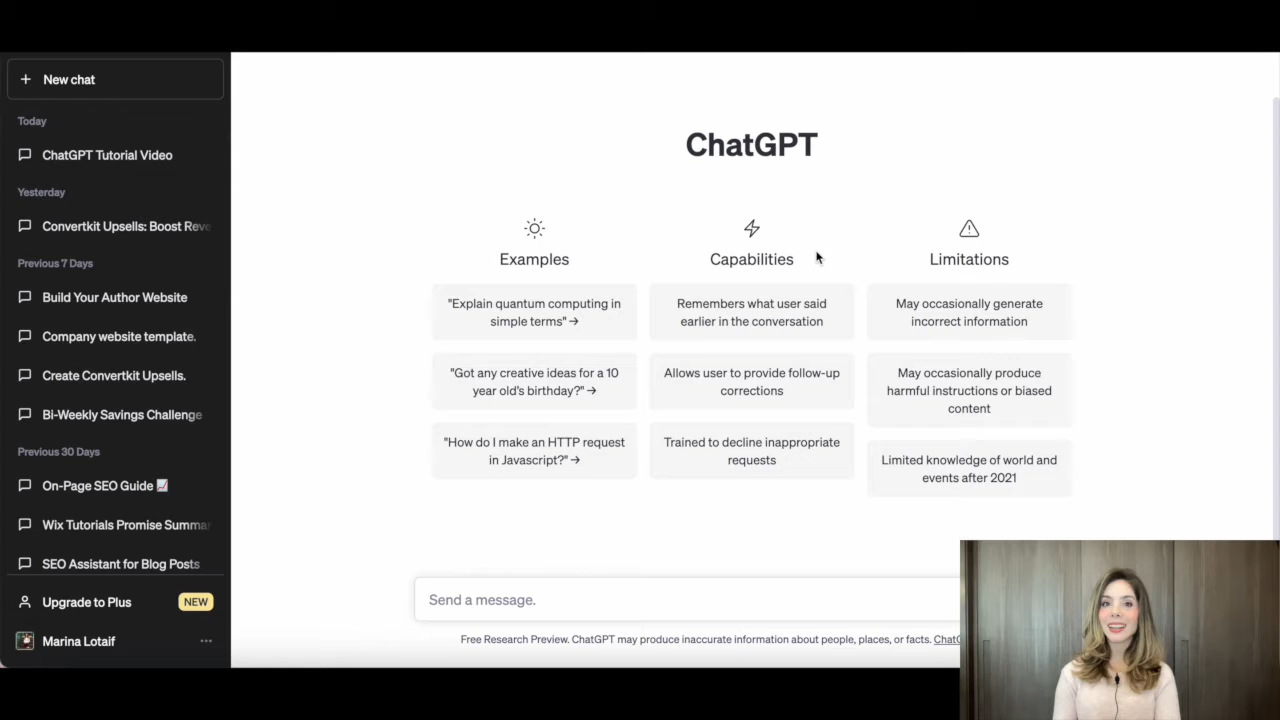 New chat
Today
ChatGPT Tutorial Video
Yesterday
Convertkit Upsells: Boost Reve
Previous 7 Days
Build Your Author Website
Company website template.
Create Convertkit Upsells.
Bi-Weekly Savings Challenge
Previous 30 Days
On-Page SEO Guide 📈
Wix Tutorials Promise Summa
SEO Assistant for Blog Posts
Upgrade to Plus NEW
Marina Lotaif
ChatGPT
Examples
"Explain quantum computing in
simple terms" →
"Got any creative ideas for a 10
year old's birthday?" →
"How do I make an HTTP request
in Javascript?" →
Capabilities
Remembers what user said
earlier in the conversation
Allows user to provide follow-up
corrections
Trained to decline inappropriate
requests
Limitations
May occasionally generate
incorrect information
May occasionally produce
harmful instructions or biased
content
Limited knowledge of world and
events after 2021
Send a message.
Free Research Preview. ChatGPT may produce inaccurate information about people, places, or facts. ChatG